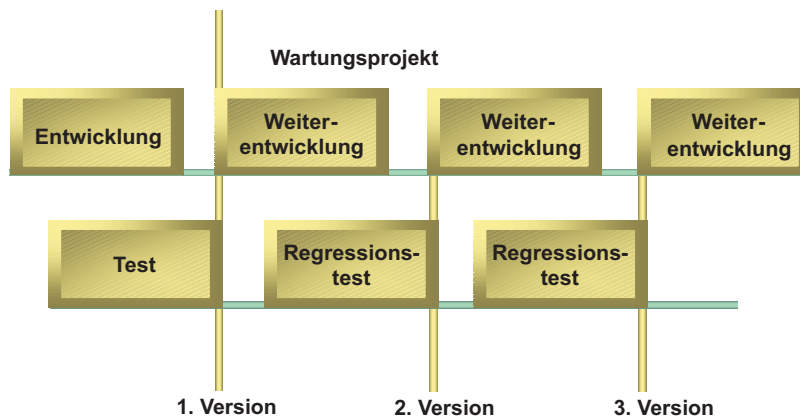 Wartungsprojekt
Entwicklung
Weiter-
entwicklung
Weiter-
entwicklung
Weiter-
entwicklung
Test
Regressions-
test
Regressions-
test
1. Version
2. Version
3. Version